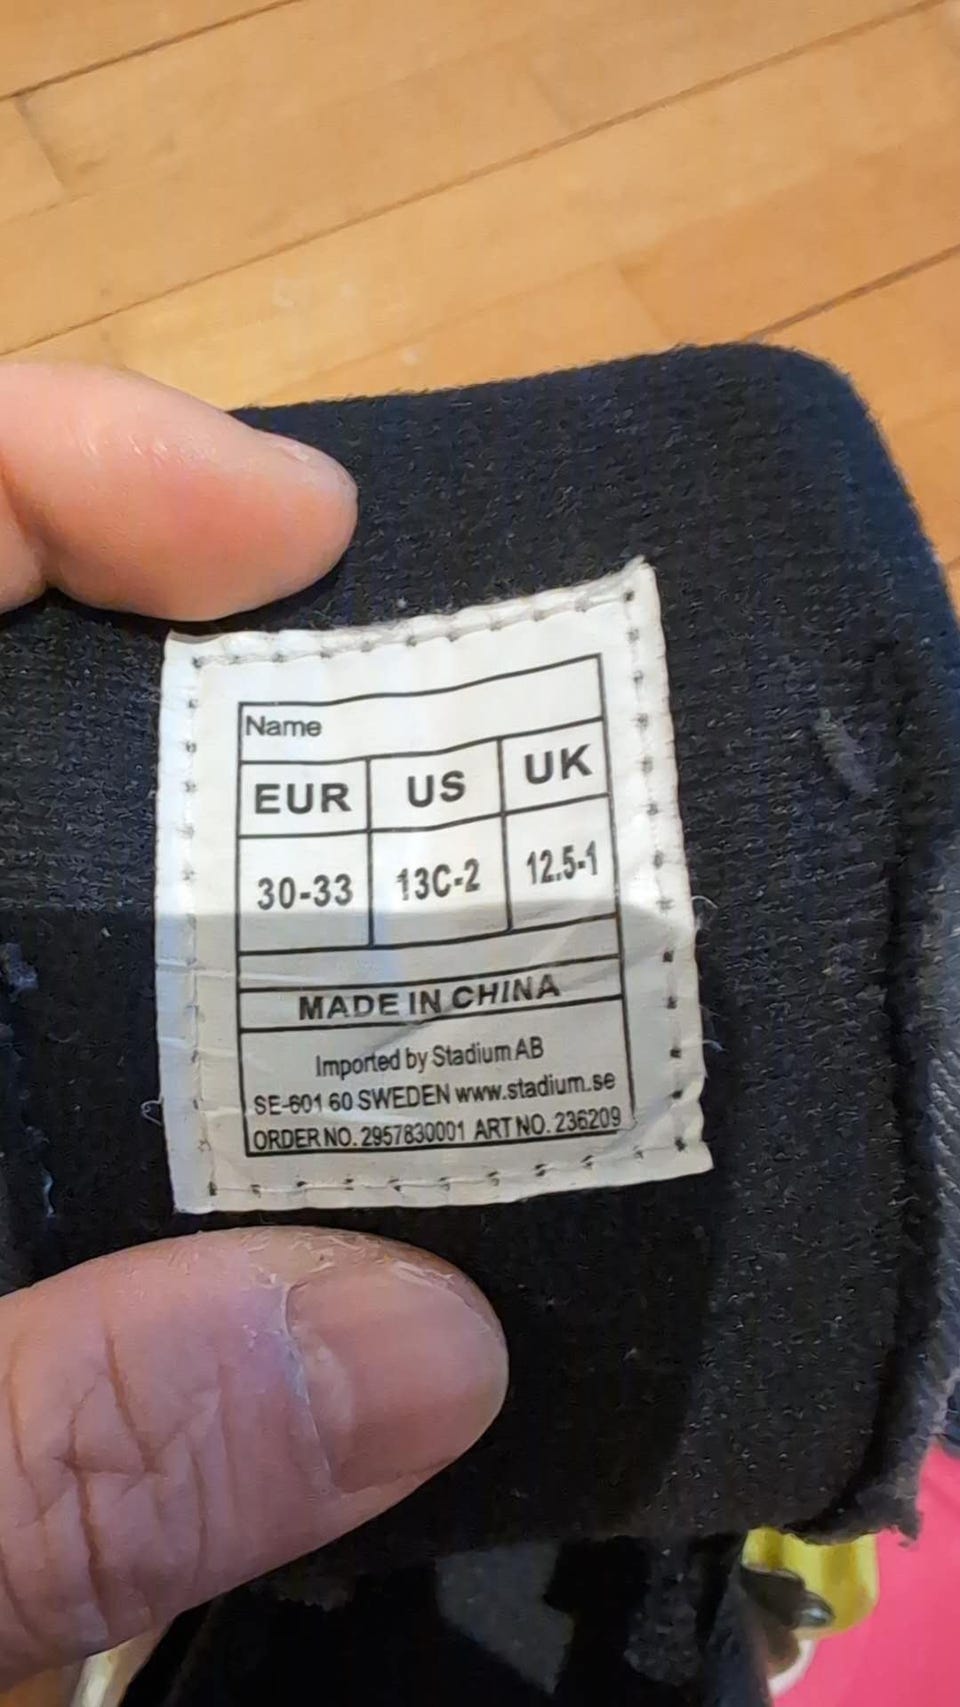 Name
EUR US UK
30-33 13C-2 12.5-1
MADE IN CHINA
Imported by Stadium AB
SE-601 60 SWEDEN www.stadium.se
ORDER NO. 2957830001 ART NO. 236209